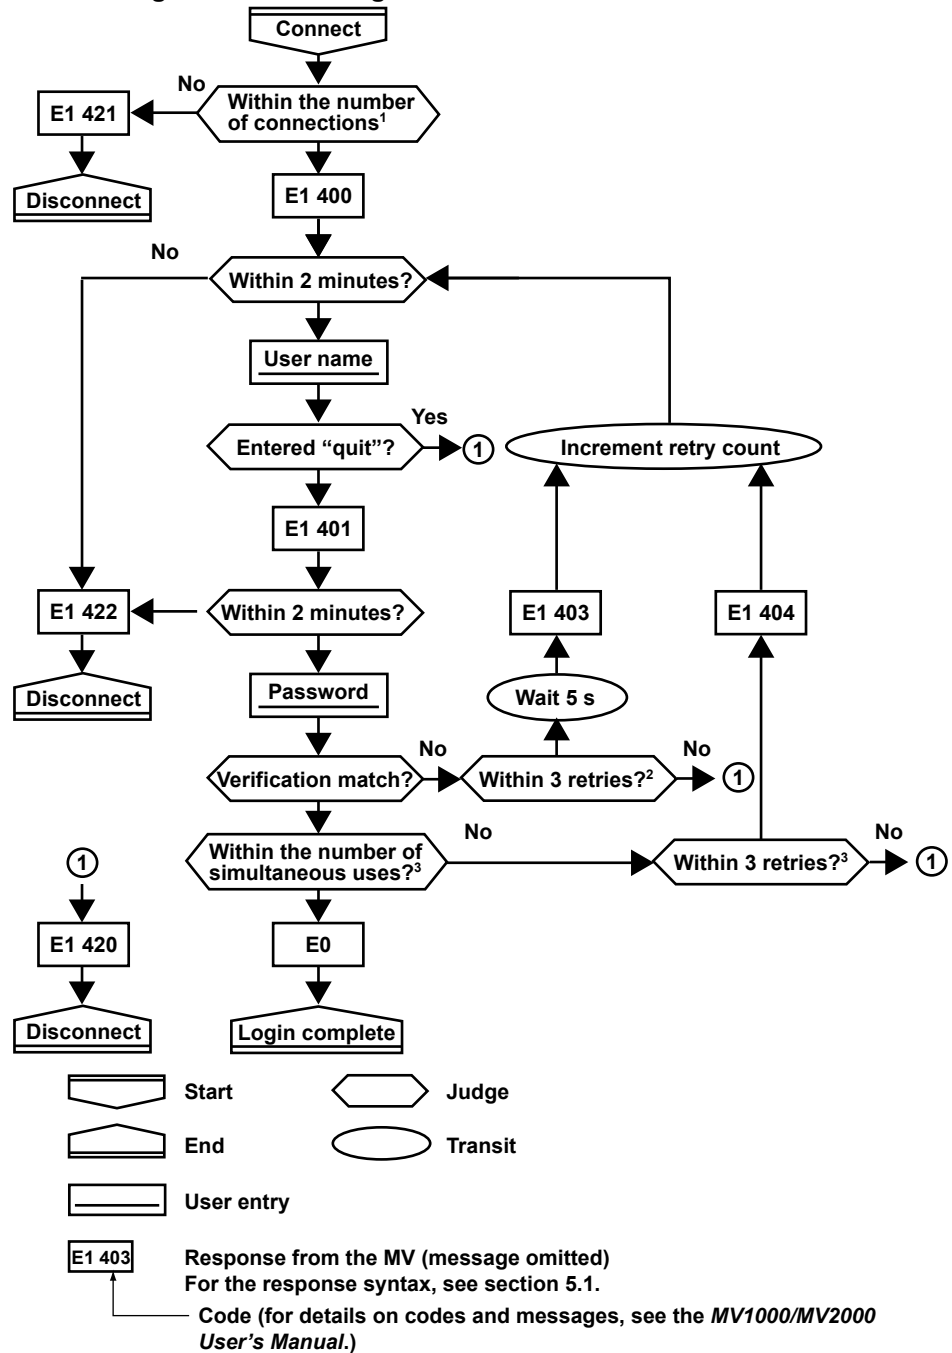 Connect
No
Within the number
of connections1
E1 421
Disconnect
E1 400
No
Within 2 minutes?
User name
Yes
Entered “quit”?
1
Increment retry count
E1 401
E1 422
Within 2 minutes?
E1 403
E1 404
Disconnect
Password
Wait 5 s
No
No
Verification match?
Within 3 retries?2
1
No
No
Within the number of
simultaneous uses?3
Within 3 retries?3
1
1
E1 420
E0
Disconnect
Login complete
Start
Judge
End
Transit
User entry
E1 403
Response from the MV (message omitted)
For the response syntax, see section 5.1.
Code (for details on codes and messages, see the MV1000/MV2000
User’s Manual.)